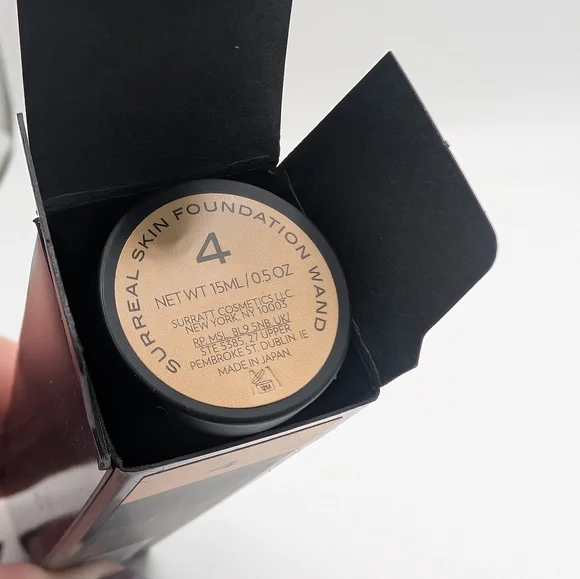 SURREAL SKIN FOUNDATION WAND
4
NET WT 15ML/0.5 OZ
SURRATT COSMETICS LLC
NEW YORK, NY 10003
RP MSL, BL9 5NB UK/
STE 5385, 27 UPPER
PEMBROKE ST DUBLIN. IE
MADE IN JAPAN.
4